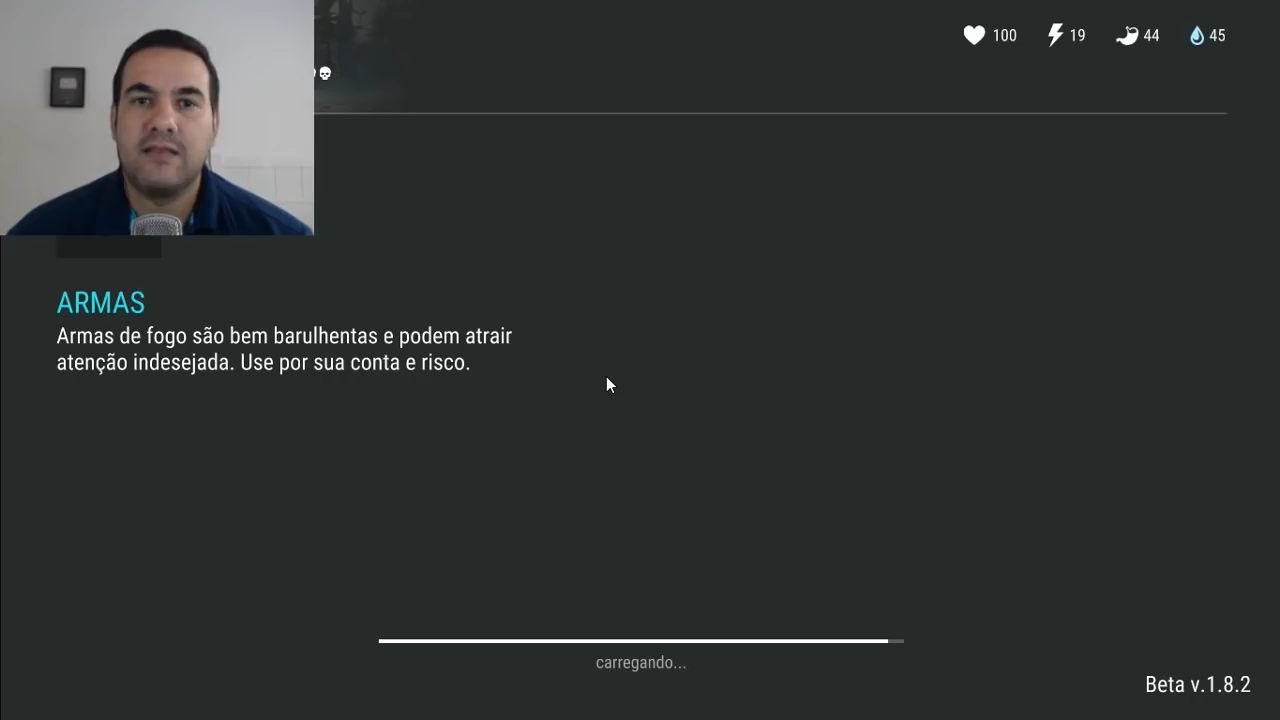 100 19 44 45
ARMAS
Armas de fogo são bem barulhentas e podem atrair
atenção indesejada. Use por sua conta e risco.
carregando...
Beta v.1.8.2